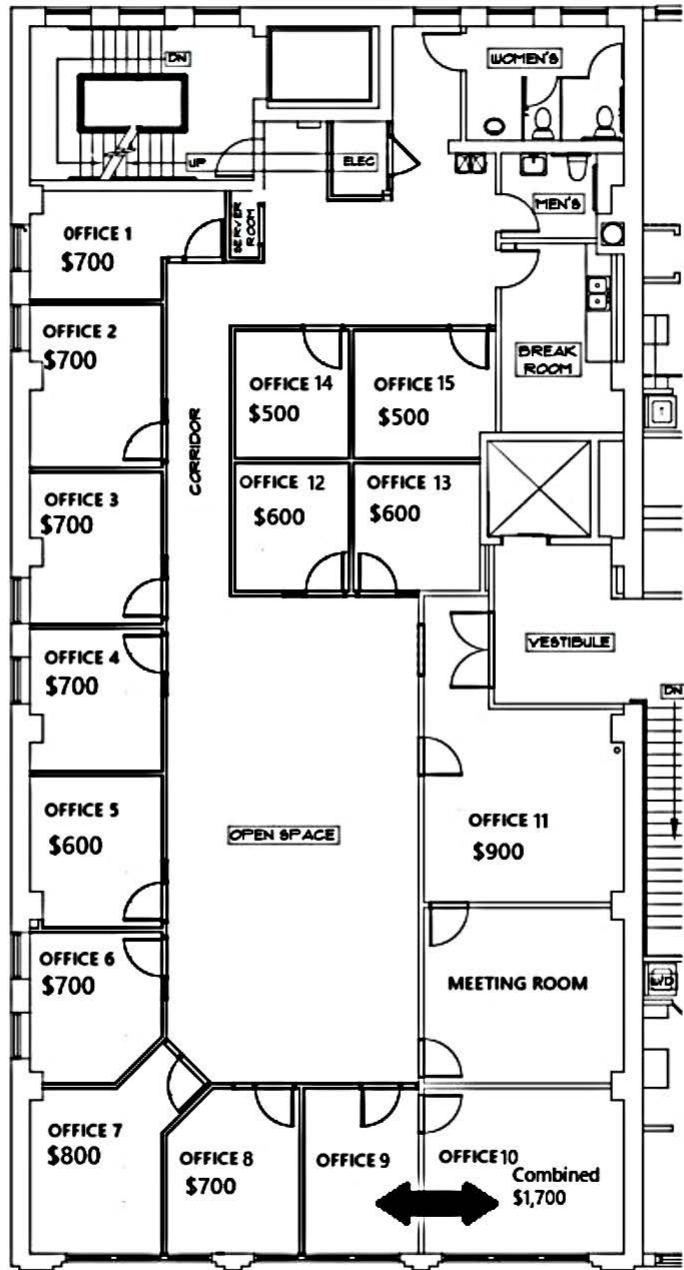 DN
WOMEN'S
UP
ELEC
MEN'S
SERVER
ROOM
OFFICE 1
$700
OFFICE 2
$700
BREAK
ROOM
OFFICE 14
$500
OFFICE 15
$500
CORRIDOR
OFFICE 3
$700
OFFICE 12
$600
OFFICE 13
$600
OFFICE 4
$700
VESTIBULE
DN
OFFICE 5
$600
OPEN SPACE
OFFICE 11
$900
OFFICE 6
$700
MEETING ROOM
OFFICE 7
$800
OFFICE 8
$700
OFFICE 9
OFFICE 10
Combined
$1,700